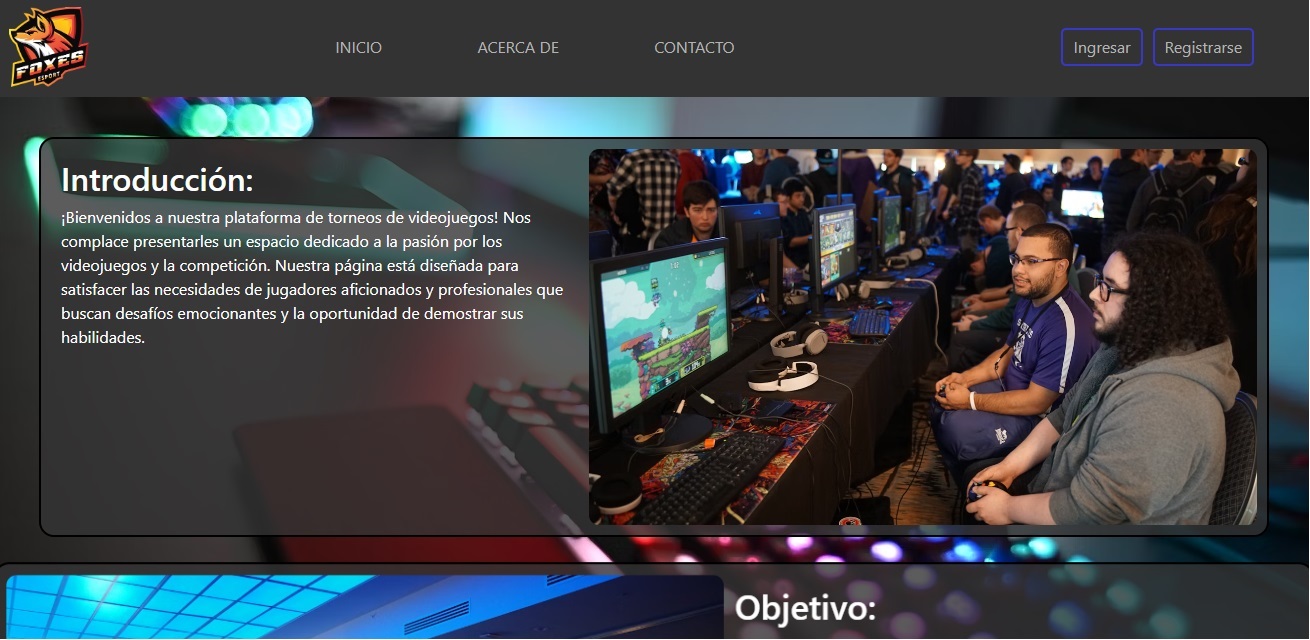 FOXES
ESPORT
INICIO
ACERCA DE
CONTACTO
Ingresar
Registrarse
Introducción:
¡Bienvenidos a nuestra plataforma de torneos de videojuegos! Nos
complace presentarles un espacio dedicado a la pasión por los
videojuegos y la competición. Nuestra página está diseñada para
satisfacer las necesidades de jugadores aficionados y profesionales que
buscan desafíos emocionantes y la oportunidad de demostrar sus
habilidades.
Objetivo: